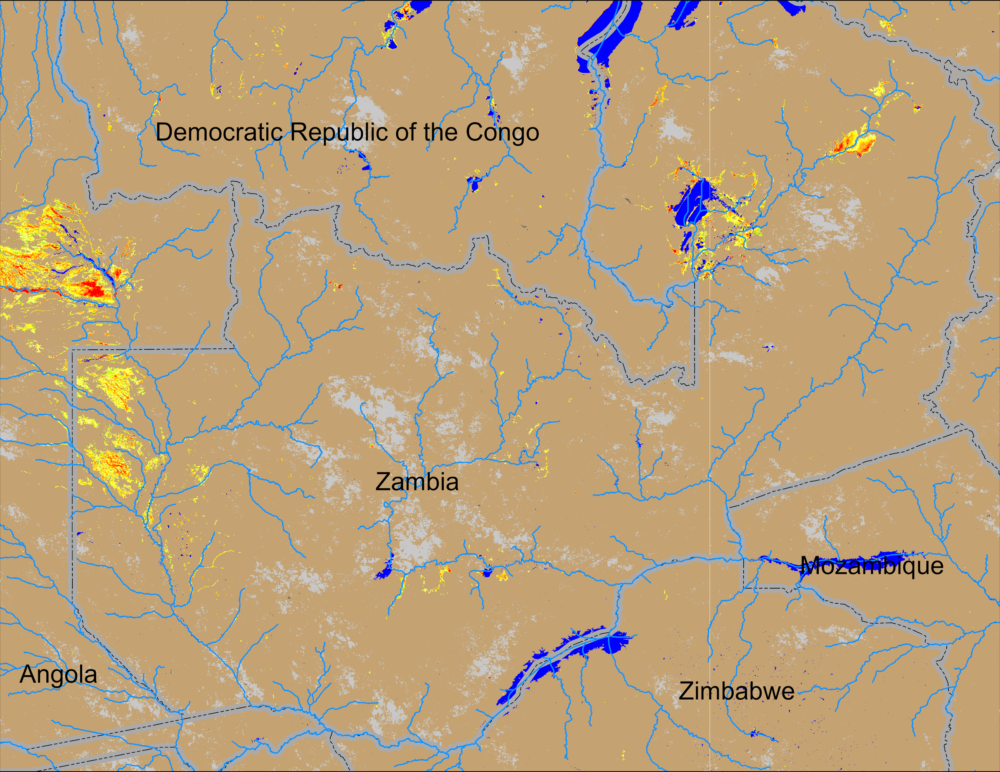 Democratic Republic of the Congo
Zambia
Mozambique
Angola
Zimbabwe